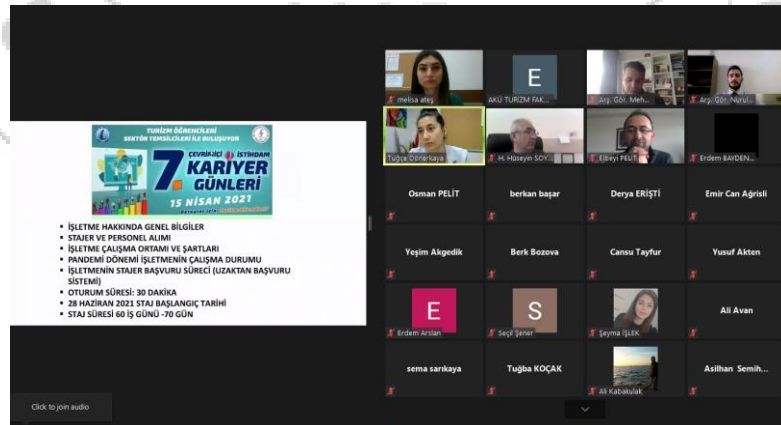 TURİZM ÖĞRENCİLERİ
SEKTÖR TEMSİLCİLERİ İLE BULUŞUYOR
ÇEVRİMİÇİ İSTİHDAM
7. KARİYER
GÜNLERİ
15 NİSAN 2021
▪ İŞLETME HAKKINDA GENEL BİLGİLER
▪ STAJER VE PERSONEL ALIMI
▪ İŞLETME ÇALIŞMA ORTAMI VE ŞARTLARI
▪ PANDEMİ DÖNEMİ İŞLETMENİN ÇALIŞMA DURUMU
▪ İŞLETMENİN STAJER BAŞVURU SÜRECİ (UZAKTAN BAŞVURU
SİSTEMİ)
▪ OTURUM SÜRESİ: 30 DAKİKA
▪ 28 HAZİRAN 2021 STAJ BAŞLANGIÇ TARİHİ
▪ STAJ SÜRESİ 60 İŞ GÜNÜ -70 GÜN
Click to join audio
melisa ateş
E
AKÜ TURİZM FAK...
Arş. Gör. Meh...
Arş. Gör. Nurul...
Tuğçe Dönerkaya
H. Hüseyin SOY...
Elbeyi PELİT
Erdem BAYDEN...
Osman PELİT
berkan başar
Derya ERİŞTİ
Emir Can Ağrisli
Yeşim Akgedik
Berk Bozova
Cansu Tayfur
Yusuf Akten
E
Erdem Arslan
S
Seçil Şener
Şeyma İŞLEK
Ali Avan
sema sarıkaya
Tuğba KOÇAK
Ali Kabakulak
Asilhan Semih...